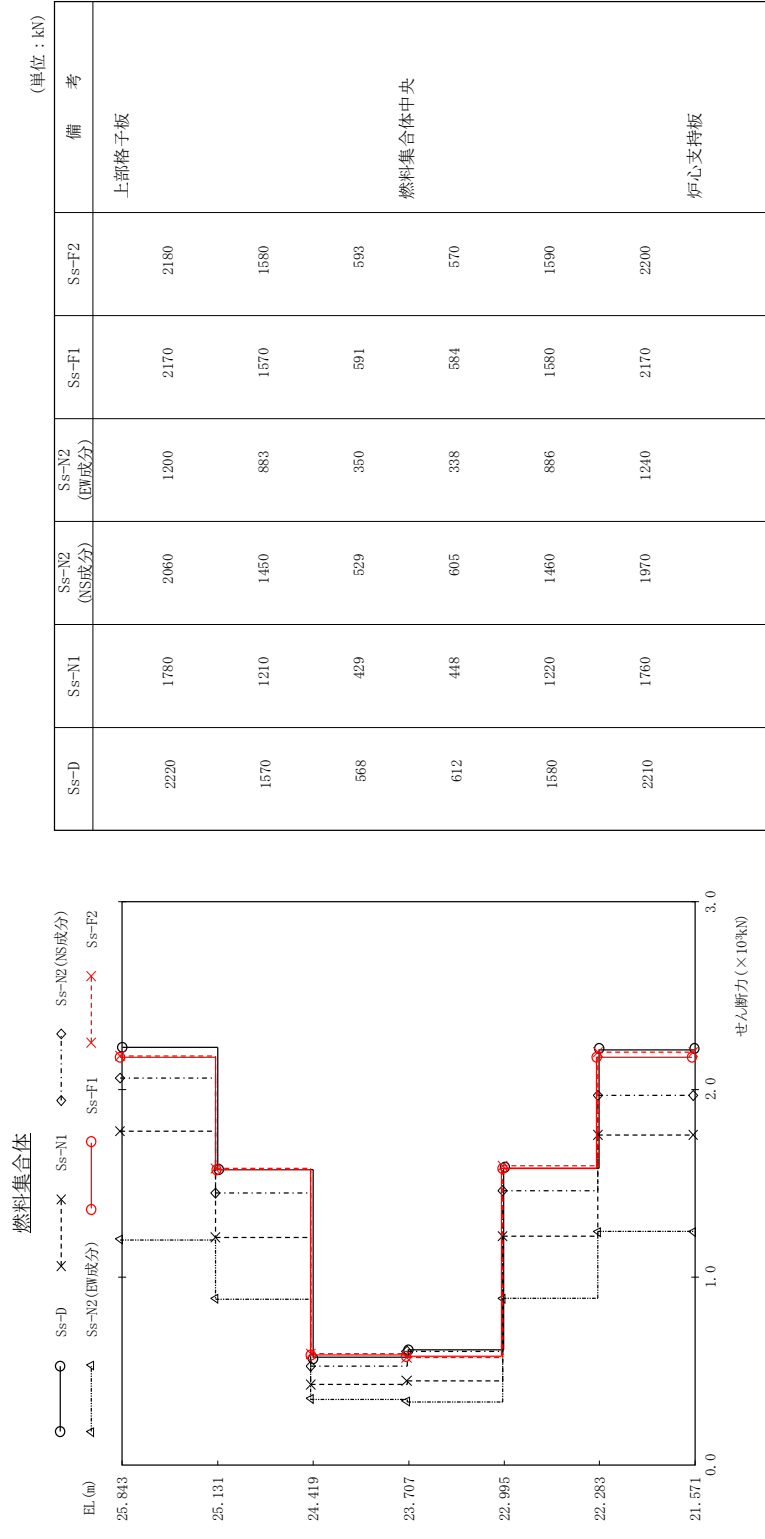 燃料集合体
Ss-D
Ss-N1
Ss-N2(NS成分)
Ss-N2(EW成分)
Ss-F1
Ss-F2
EL(m)
25.843
25.131
24.419
23.707
22.995
22.283
21.571
0.0
1.0
2.0
3.0
せん断力(×10³kN)
(単位：kN)
Ss-D Ss-N1 Ss-N2 (NS成分) Ss-N2 (EW成分) Ss-F1 Ss-F2 備 考
上部格子板
2220 1780 2060 1200 2170 2180
1570 1210 1450 883 1570 1580
568 429 529 350 591 593
燃料集合体中央
612 448 605 338 584 570
1580 1220 1460 886 1580 1590
2210 1760 1970 1240 2170 2200
炉心支持板